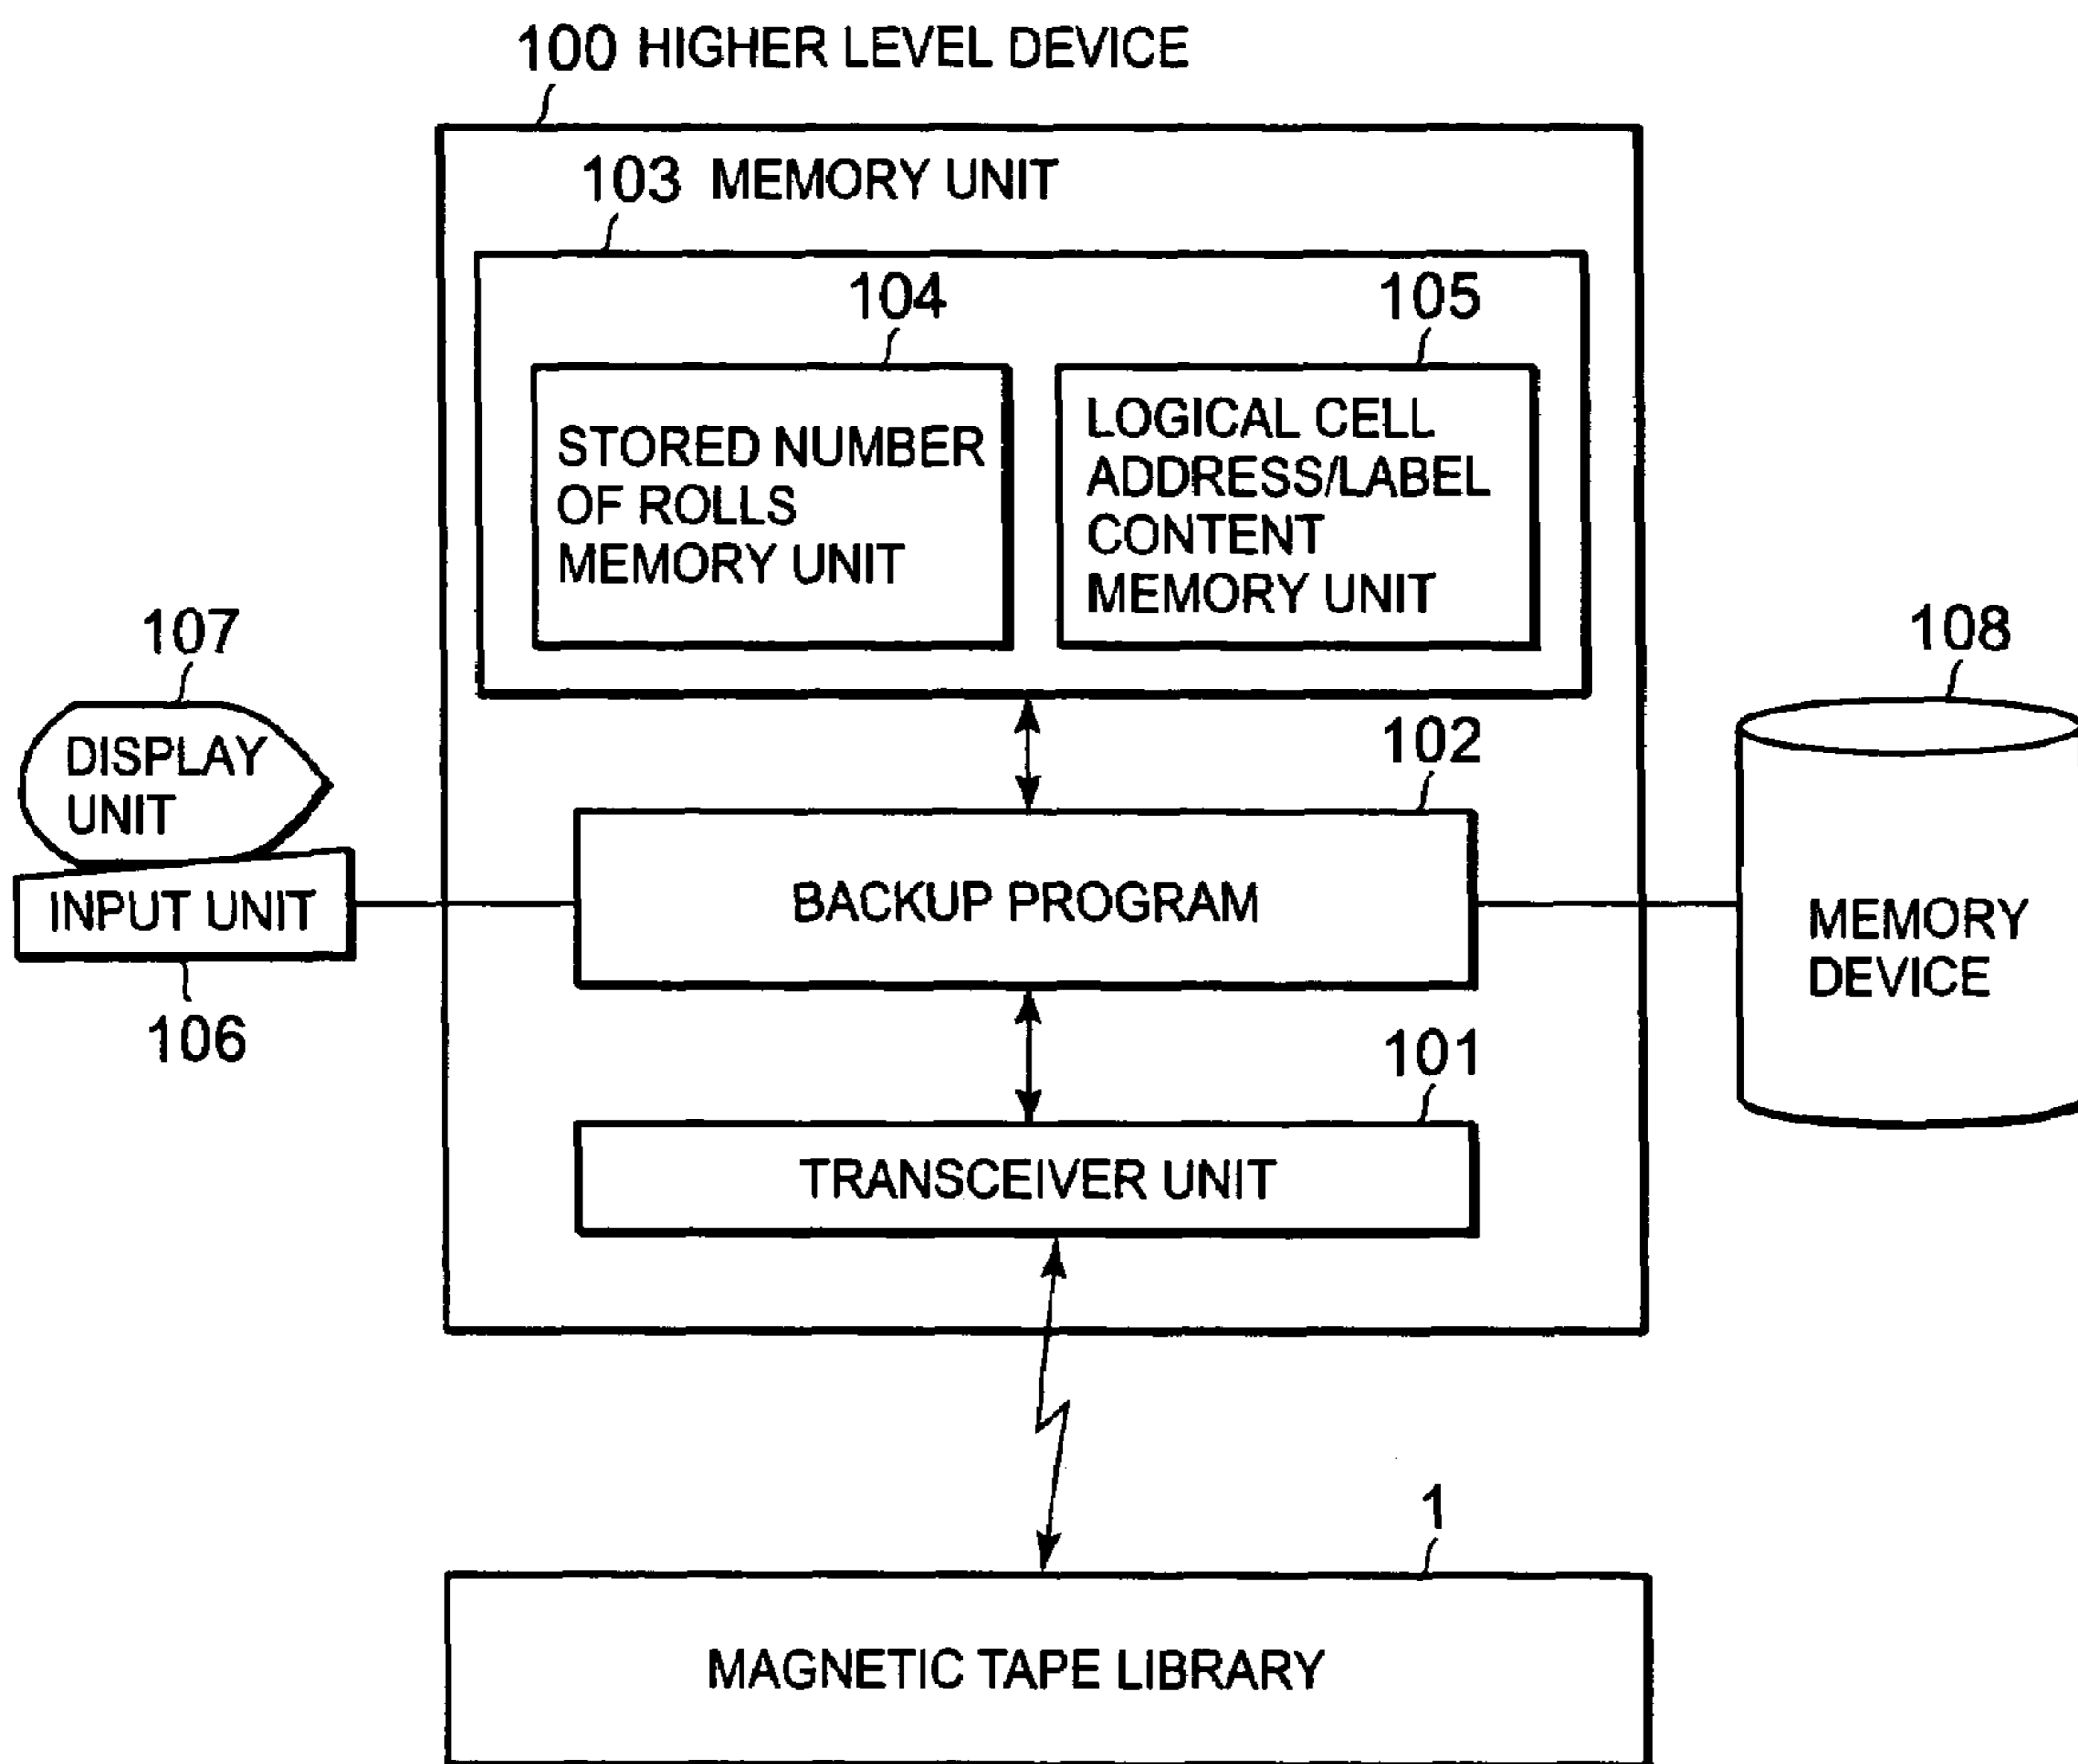 100 HIGHER LEVEL DEVICE
103 MEMORY UNIT
104
105
STORED NUMBER
OF ROLLS
MEMORY UNIT
LOGICAL CELL
ADDRESS/LABEL
CONTENT
MEMORY UNIT
107
108
DISPLAY
UNIT
102
INPUT UNIT
BACKUP PROGRAM
MEMORY
DEVICE
106
101
TRANSCEIVER UNIT
1
MAGNETIC TAPE LIBRARY